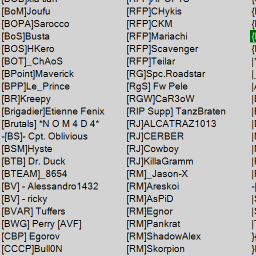 [BoM]Joufu
[BOPA]Sarocco
[BoS]Busta
[BOS]HKero
[BOT]_ChAoS
[BPoint]Maverick
[BPP]Le_Prince
[BR]Kreepy
[Brigadier]Etienne Fenix
[Brutals] *N O M 4 D*
-[BS]- Cpt. Oblivious
[BSM]Hyste
[BTB] Dr. Duck
[BTEAM]_8654
[BV] - Alessandro1432
[BV] - ricky
[BVAR] Tuffers
[BWG] Perry [AVF]
[CBP] Egorov
[CCCP]Bull0N
[RFP]CHykis
[RFP]CKM
[RFP]Mariachi
[RFP]Scavenger
[RFP]Teilar
[RG]Spc.Roadstar
[RgS] Fw Pele
[RGW]CaR3oW
[RIP Supp] TanzBraten
[RJ]ALCATRAZ1013
[RJ]CERBER
[RJ]Cowboy
[RJ]KillaGramm
[RM]_Jason-X
[RM]Areskoi
[RM]AsPiD
[RM]Egnor
[RM]Pankrat
[RM]ShadowAlex
[RM]Skorpion